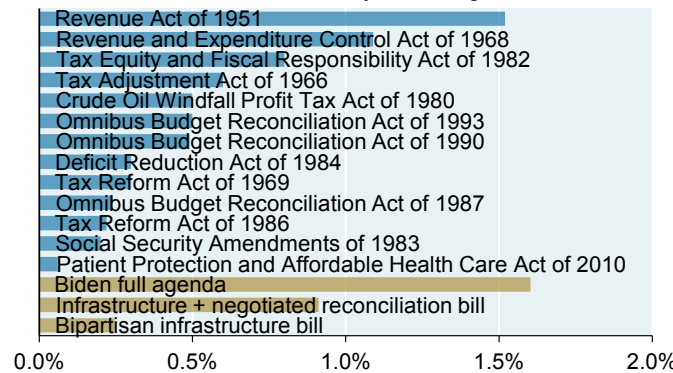 Revenue Act of 1951
Revenue and Expenditure Control Act of 1968
Tax Equity and Fiscal Responsibility Act of 1982
Tax Adjustment Act of 1966
Crude Oil Windfall Profit Tax Act of 1980
Omnibus Budget Reconciliation Act of 1993
Omnibus Budget Reconciliation Act of 1990
Deficit Reduction Act of 1984
Tax Reform Act of 1969
Omnibus Budget Reconciliation Act of 1987
Tax Reform Act of 1986
Social Security Amendments of 1983
Patient Protection and Affordable Health Care Act of 2010
Biden full agenda
Infrastructure + negotiated reconciliation bill
Bipartisan infrastructure bill
0.0% 0.5% 1.0% 1.5% 2.0%